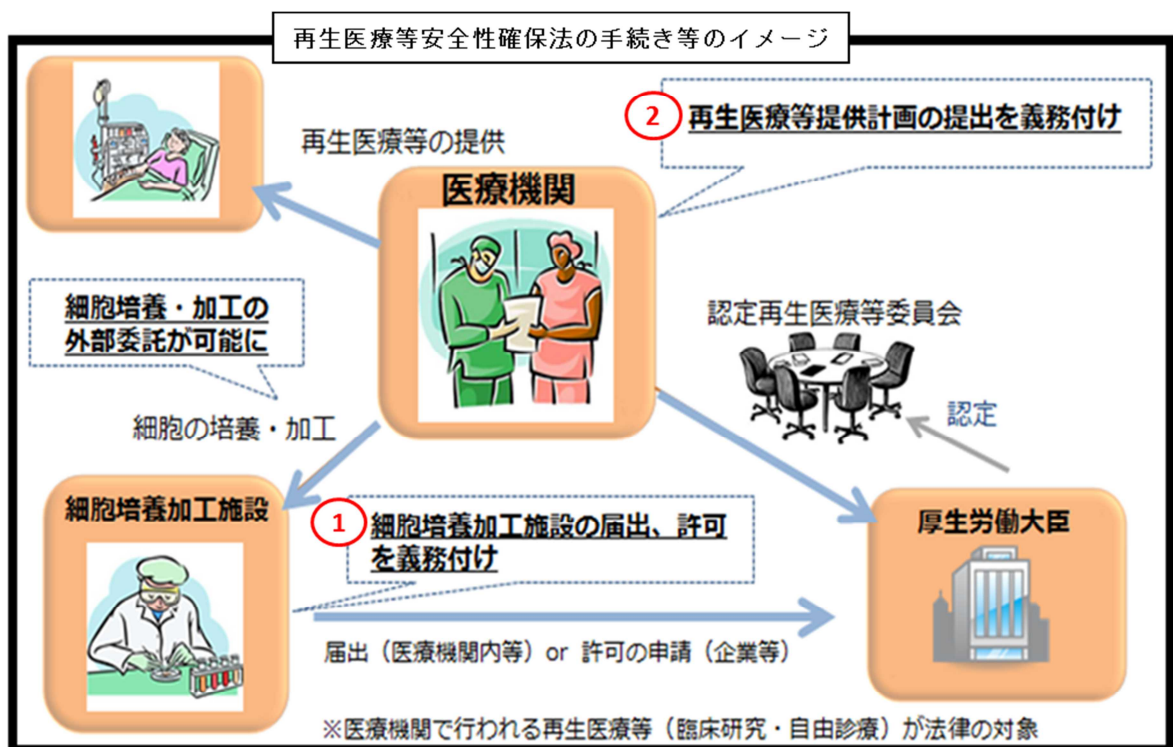 再生医療等安全性確保法の手続き等のイメージ
② 再生医療等提供計画の提出を義務付け
再生医療等の提供
医療機関
細胞培養・加工の
外部委託が可能に
認定再生医療等委員会
認定
細胞の培養・加工
細胞培養加工施設
① 細胞培養加工施設の届出、許可
を義務付け
厚生労働大臣
届出（医療機関内等）or 許可の申請（企業等）
※医療機関で行われる再生医療等（臨床研究・自由診療）が法律の対象